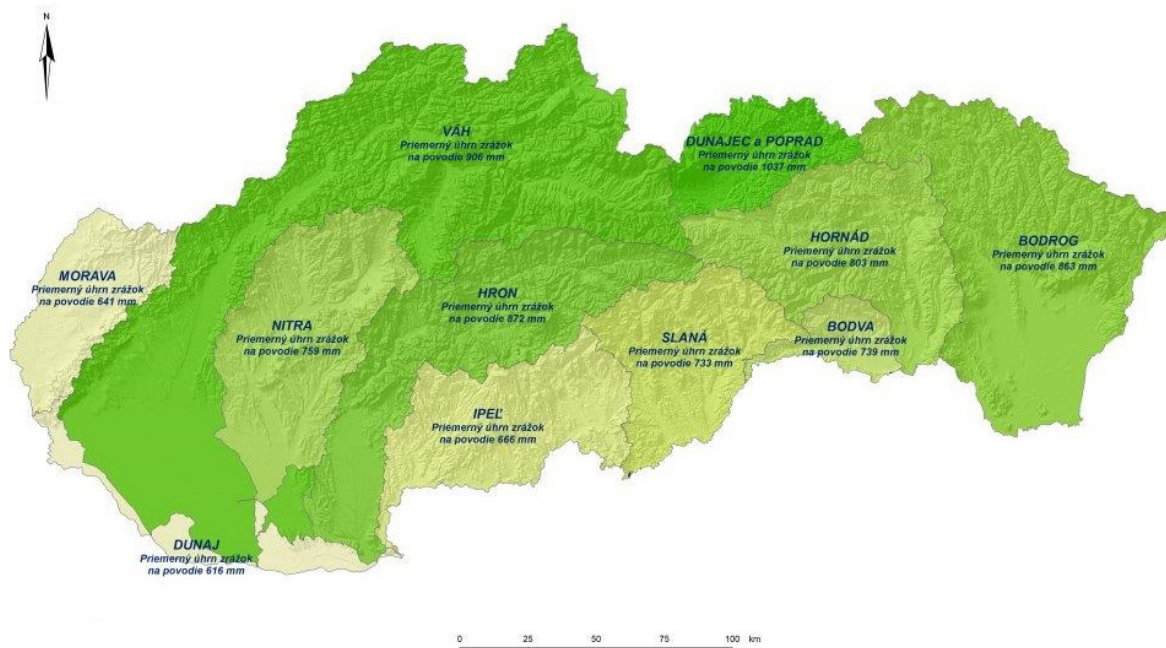 N
VÁH
Priemerný úhrn zrážok
na povodie 906 mm
DUNAJEC a POPRAD
Priemerný úhrn zrážok
na povodie 1037 mm
HORNÁD
Priemerný úhrn zrážok
na povodie 803 mm
BODROG
Priemerný úhrn zrážok
na povodie 863 mm
MORAVA
Priemerný úhrn zrážok
na povodie 641 mm
HRON
Priemerný úhrn zrážok
na povodie 872 mm
NITRA
Priemerný úhrn zrážok
na povodie 759 mm
SLANÁ
Priemerný úhrn zrážok
na povodie 733 mm
BODVA
Priemerný úhrn zrážok
na povodie 739 mm
IPEĽ
Priemerný úhrn zrážok
na povodie 666 mm
DUNAJ
Priemerný úhrn zrážok
na povodie 616 mm
0 25 50 75 100 km